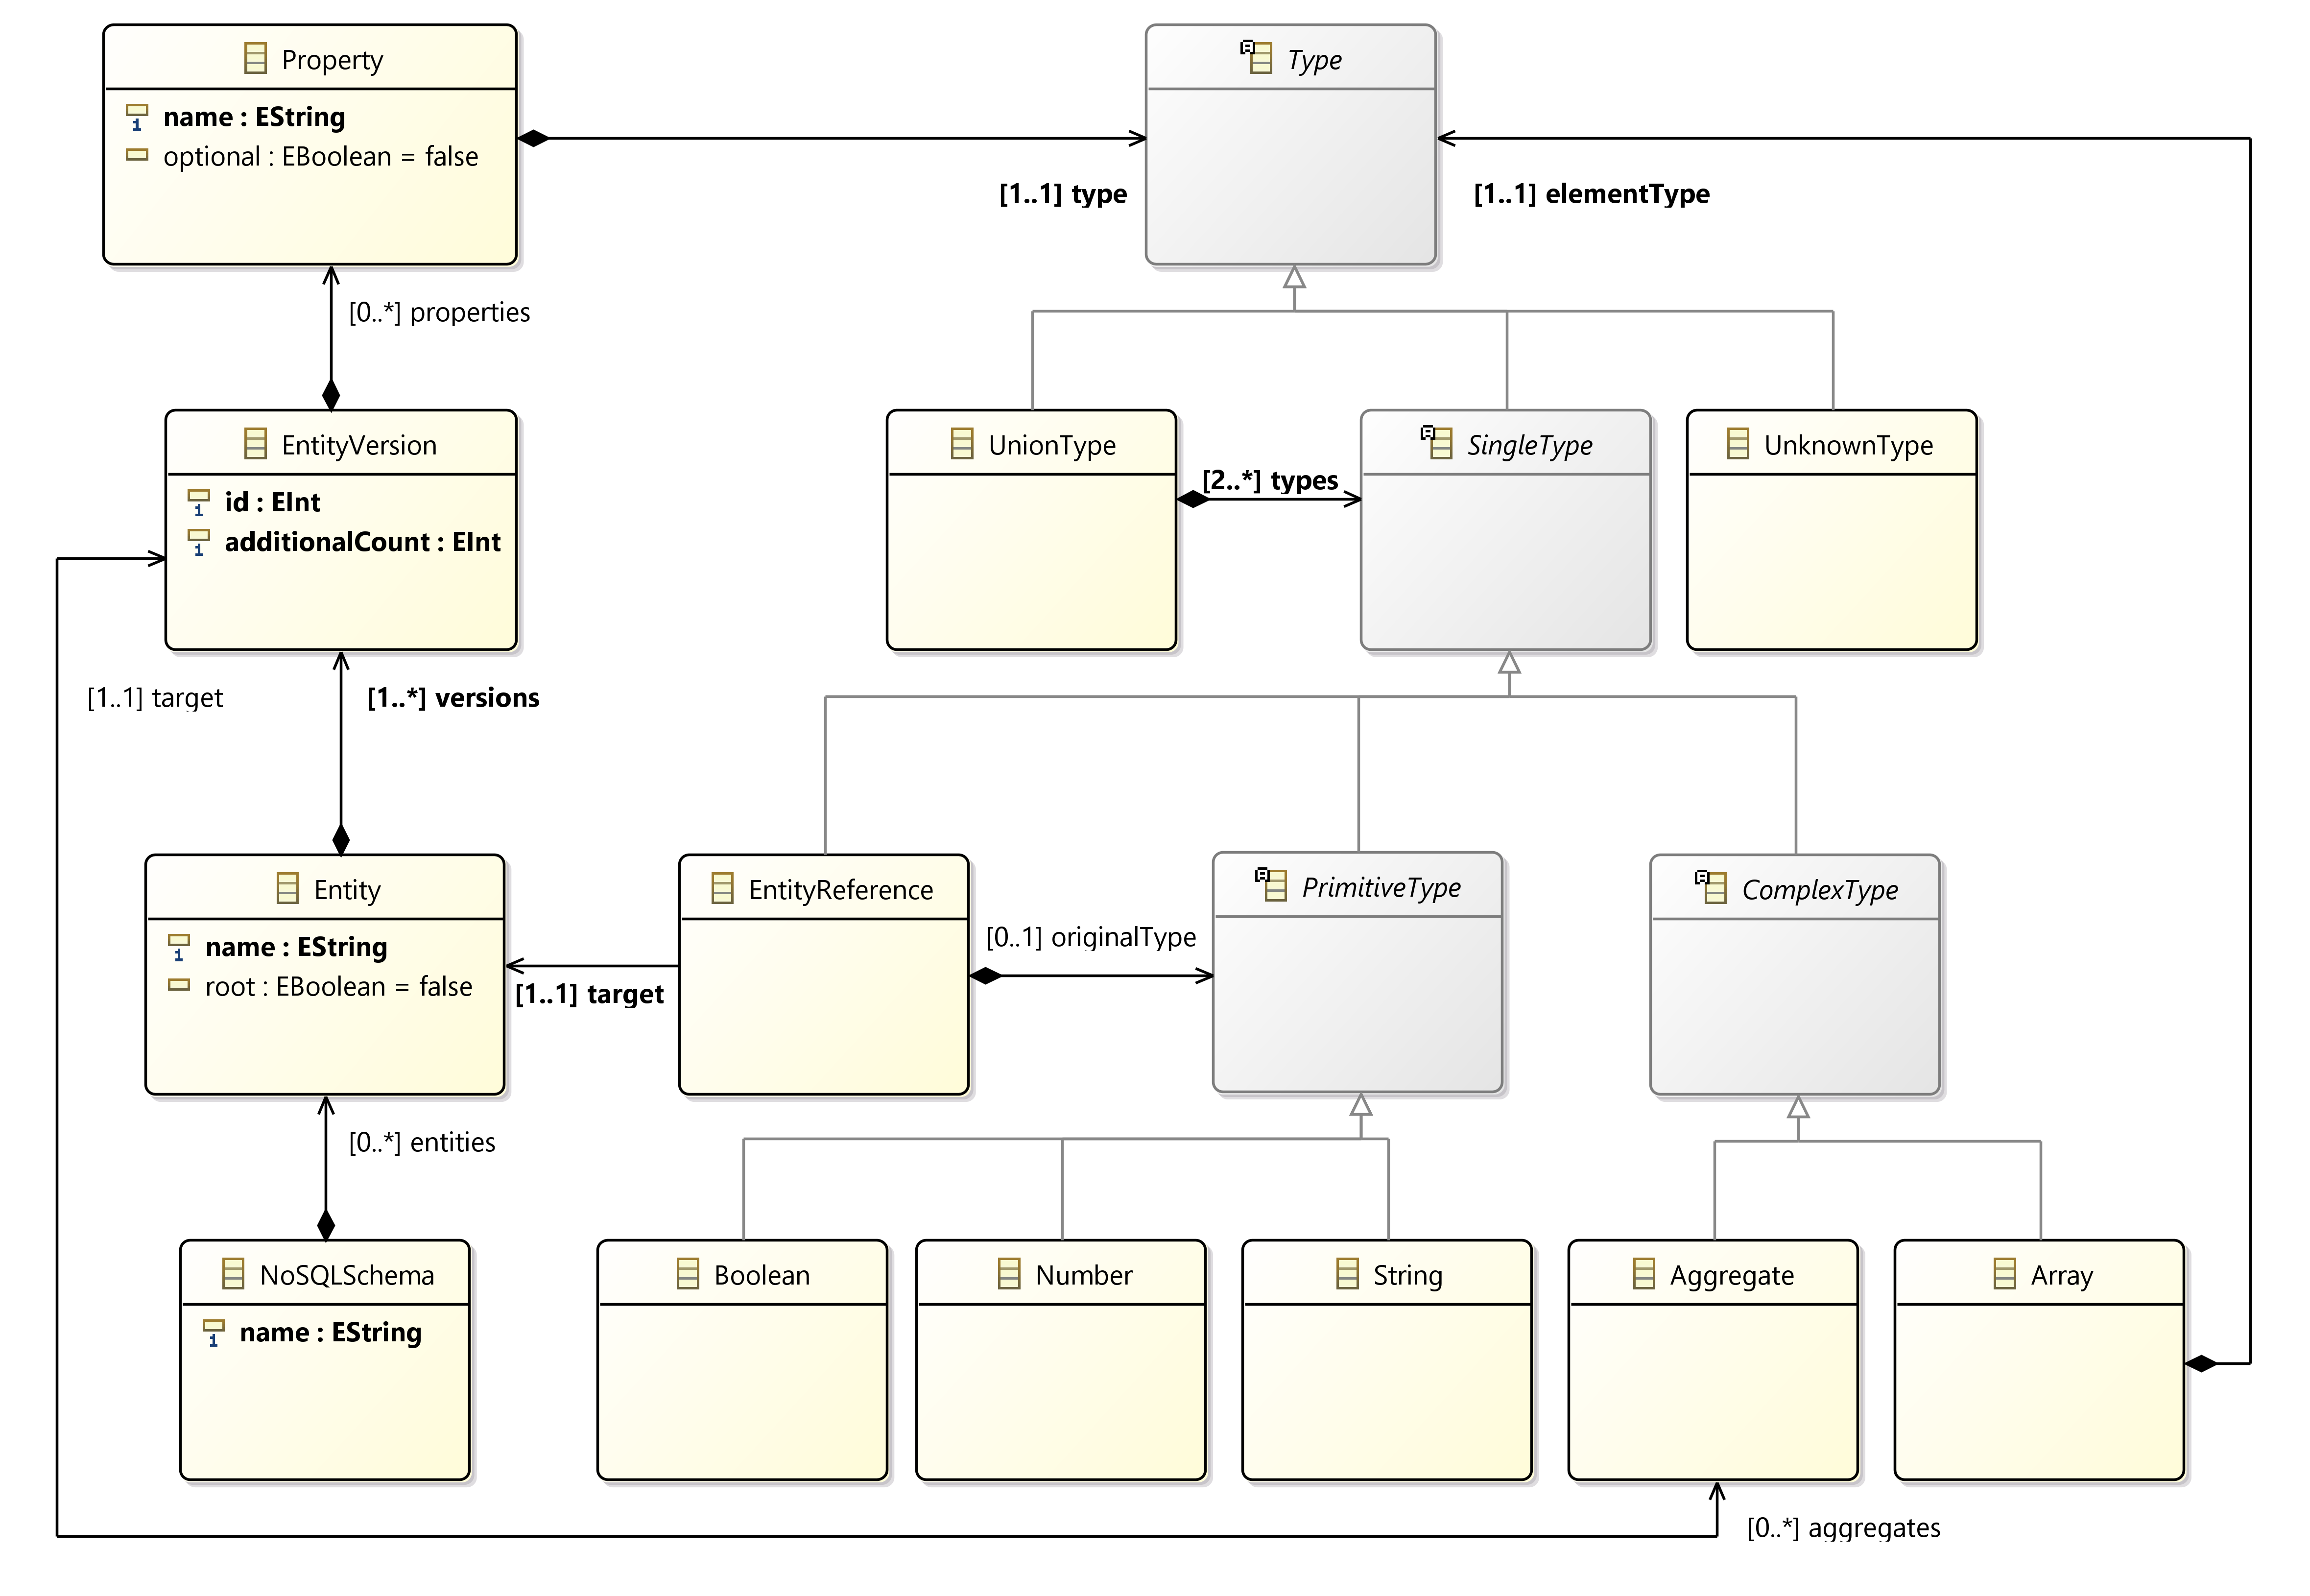 Property
name : EString
optional : EBoolean = false
Type
[1..1] type
[1..1] elementType
[0..*] properties
EntityVersion
id : EInt
additionalCount : EInt
UnionType
[2..*] types
SingleType
UnknownType
[1..1] target
[1..*] versions
Entity
name : EString
root : EBoolean = false
[1..1] target
EntityReference
[0..1] originalType
PrimitiveType
ComplexType
[0..*] entities
NoSQLSchema
name : EString
Boolean
Number
String
Aggregate
Array
[0..*] aggregates